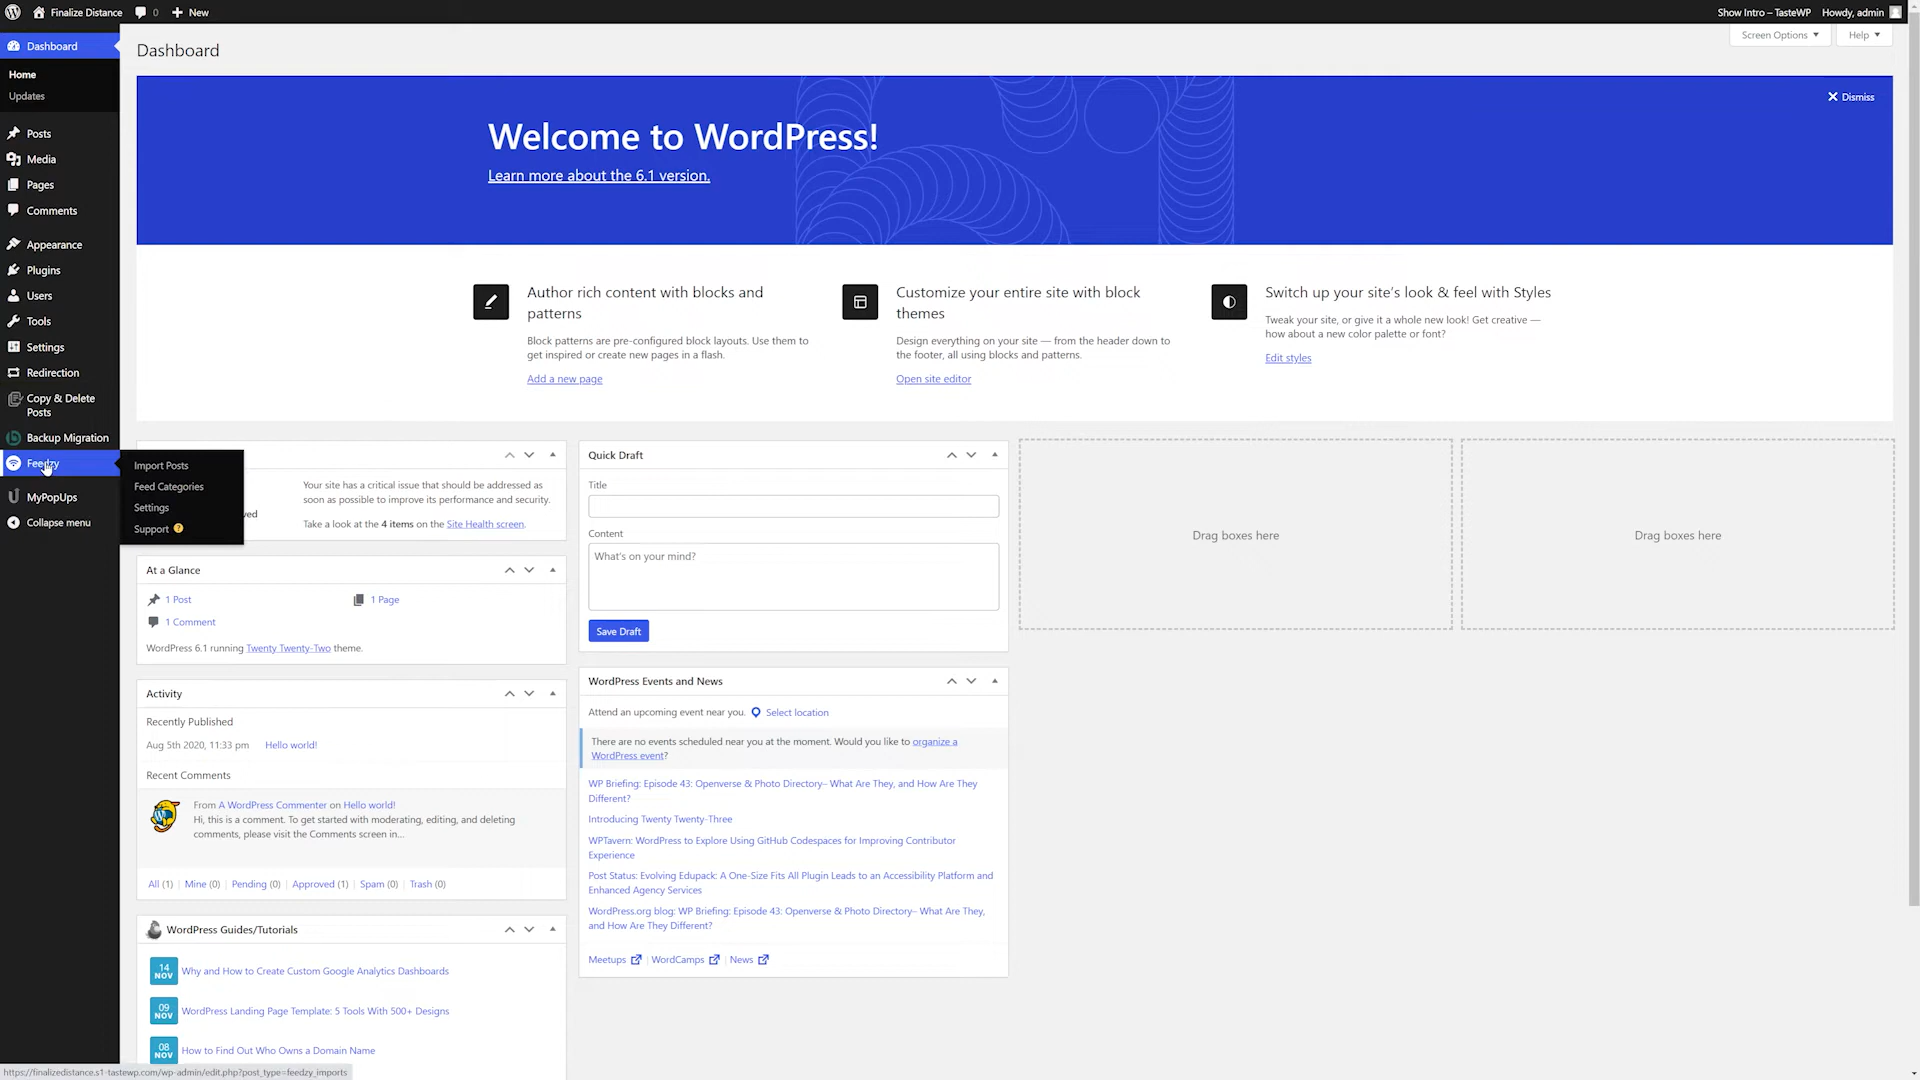 Finalize Distance
0
New
Show Intro – TasteWP
Howdy, admin
Dashboard
Home
Updates
Posts
Media
Pages
Comments
Appearance
Plugins
Users
Tools
Settings
Redirection
Copy & Delete
Posts
Backup Migration
Feedzy
MyPopUps
Collapse menu
Import Posts
Feed Categories
Settings
Support
Dashboard
Screen Options
Help
Dismiss
Welcome to WordPress!
Learn more about the 6.1 version.
Author rich content with blocks and
patterns
Block patterns are pre-configured block layouts. Use them to
get inspired or create new pages in a flash.
Add a new page
Customize your entire site with block
themes
Design everything on your site — from the header down to
the footer, all using blocks and patterns.
Open site editor
Switch up your site's look & feel with Styles
Tweak your site, or give it a whole new look! Get creative —
how about a new color palette or font?
Edit styles
Your site has a critical issue that should be addressed as
soon as possible to improve its performance and security.
Take a look at the 4 items on the Site Health screen.
At a Glance
1 Post
1 Page
1 Comment
WordPress 6.1 running Twenty Twenty-Two theme.
Activity
Recently Published
Aug 5th 2020, 11:33 pm Hello world!
Recent Comments
From A WordPress Commenter on Hello world!
Hi, this is a comment. To get started with moderating, editing, and deleting
comments, please visit the Comments screen in...
All (1) | Mine (0) | Pending (0) | Approved (1) | Spam (0) | Trash (0)
WordPress Guides/Tutorials
14 NOV Why and How to Create Custom Google Analytics Dashboards
09 NOV WordPress Landing Page Template: 5 Tools With 500+ Designs
08 NOV How to Find Out Who Owns a Domain Name
Quick Draft
Title
Content
What's on your mind?
Save Draft
WordPress Events and News
Attend an upcoming event near you. Select location
There are no events scheduled near you at the moment. Would you like to organize a
WordPress event?
WP Briefing: Episode 43: Openverse & Photo Directory– What Are They, and How Are They
Different?
Introducing Twenty Twenty-Three
WPTavern: WordPress to Explore Using GitHub Codespaces for Improving Contributor
Experience
Post Status: Evolving Edupack: A One-Size Fits All Plugin Leads to an Accessibility Platform and
Enhanced Agency Services
WordPress.org blog: WP Briefing: Episode 43: Openverse & Photo Directory– What Are They,
and How Are They Different?
Meetups | WordCamps | News
Drag boxes here
Drag boxes here
https://finalizedistance.s1-tastewp.com/wp-admin/edit.php?post_type=feedzy_imports